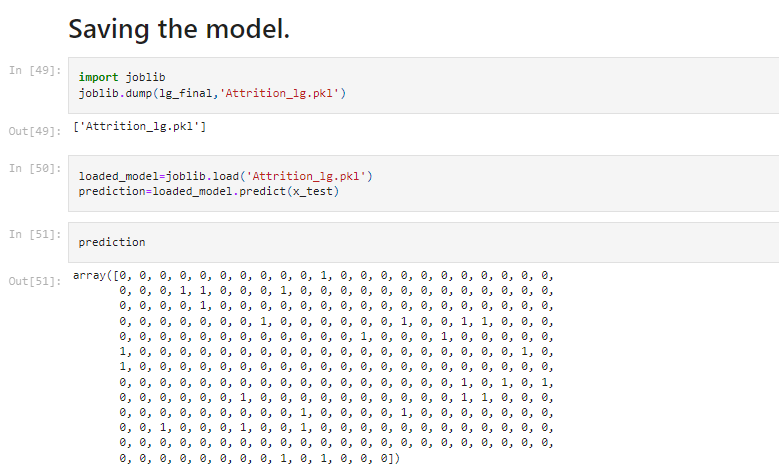 Saving the model.
In [49]:
import joblib
joblib.dump(lg_final,'Attrition_lg.pkl')
Out[49]:
['Attrition_lg.pkl']
In [50]:
loaded_model=joblib.load('Attrition_lg.pkl')
prediction=loaded_model.predict(x_test)
In [51]:
prediction
Out[51]:
array([0, 0, 0, 0, 0, 0, 0, 0, 0, 0, 1, 0, 0, 0, 0, 0, 0, 0, 0, 0, 0, 0,
0, 0, 0, 1, 1, 0, 0, 0, 1, 0, 0, 0, 0, 0, 0, 0, 0, 0, 0, 0, 0, 0,
0, 0, 0, 0, 1, 0, 0, 0, 0, 0, 0, 0, 0, 0, 0, 0, 0, 0, 0, 0, 0, 0,
0, 0, 0, 0, 0, 0, 0, 1, 0, 0, 0, 0, 0, 0, 1, 0, 0, 1, 1, 0, 0, 0,
0, 0, 0, 0, 0, 0, 0, 0, 0, 0, 0, 0, 1, 0, 0, 0, 1, 0, 0, 0, 0, 0,
1, 0, 0, 0, 0, 0, 0, 0, 0, 0, 0, 0, 0, 0, 0, 0, 0, 0, 0, 0, 1, 0,
1, 0, 0, 0, 0, 0, 0, 0, 0, 0, 0, 0, 0, 0, 0, 0, 0, 0, 0, 0, 0, 0,
0, 0, 0, 0, 0, 0, 0, 0, 0, 0, 0, 0, 0, 0, 0, 0, 0, 1, 0, 1, 0, 1,
0, 0, 0, 0, 0, 0, 1, 0, 0, 0, 0, 0, 0, 0, 0, 0, 0, 1, 1, 0, 0, 0,
0, 0, 0, 0, 0, 0, 0, 0, 0, 1, 0, 0, 0, 0, 1, 0, 0, 0, 0, 0, 0, 0,
0, 0, 1, 0, 0, 0, 1, 0, 0, 1, 0, 0, 0, 0, 0, 0, 0, 0, 0, 0, 0, 0,
0, 0, 0, 0, 0, 0, 0, 0, 0, 0, 0, 0, 0, 0, 0, 0, 0, 0, 0, 0, 0, 0,
0, 0, 0, 0, 0, 0, 0, 0, 1, 0, 1, 0, 0, 0])